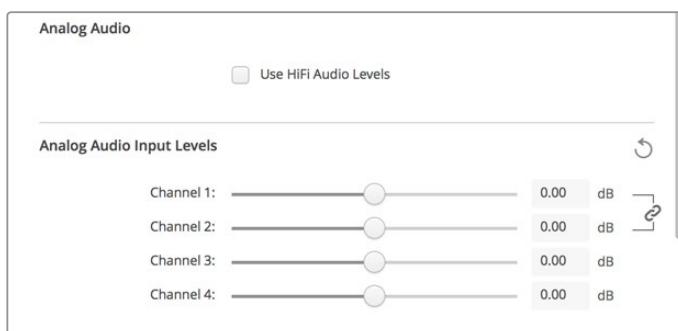 Analog Audio
Use HiFi Audio Levels
Analog Audio Input Levels
Channel 1: 0.00 dB
Channel 2: 0.00 dB
Channel 3: 0.00 dB
Channel 4: 0.00 dB